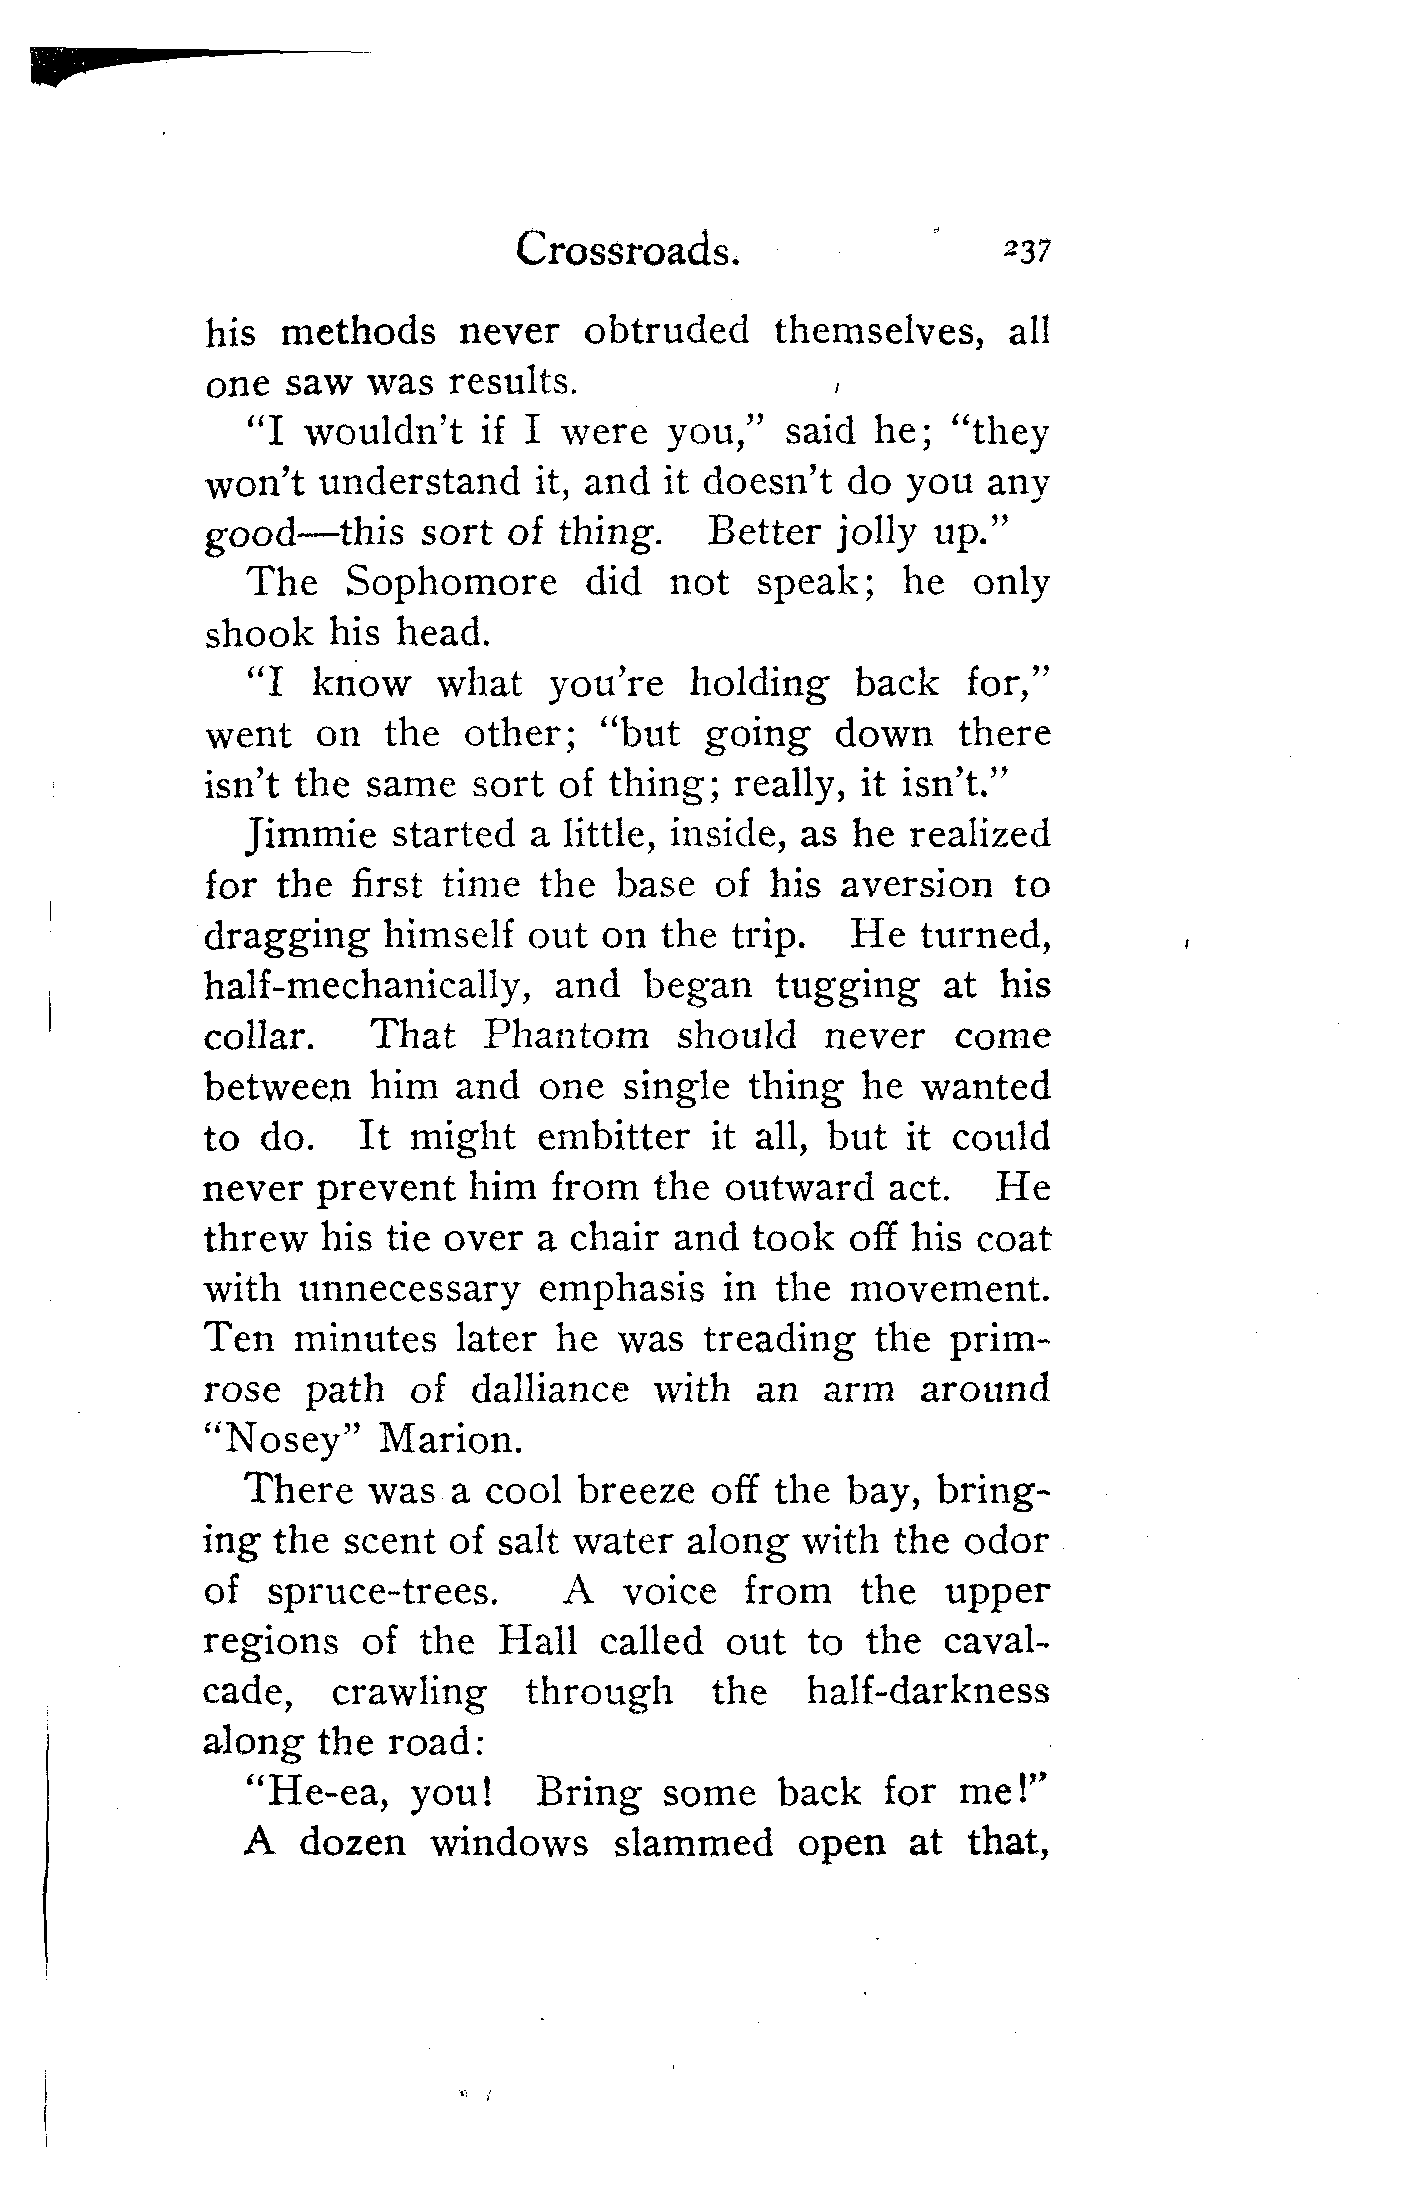 Crossroads. 237
his methods never obtruded themselves, all
one saw was results.
"I wouldn't if I were you," said he; "they
won't understand it, and it doesn't do you any
good—this sort of thing. Better jolly up."
The Sophomore did not speak; he only
shook his head.
"I know what you're holding back for,"
went on the other; "but going down there
isn't the same sort of thing; really, it isn't."
Jimmie started a little, inside, as he realized
for the first time the base of his aversion to
dragging himself out on the trip. He turned,
half-mechanically, and began tugging at his
collar. That Phantom should never come
between him and one single thing he wanted
to do. It might embitter it all, but it could
never prevent him from the outward act. He
threw his tie over a chair and took off his coat
with unnecessary emphasis in the movement.
Ten minutes later he was treading the prim-
rose path of dalliance with an arm around
"Nosey" Marion.
There was a cool breeze off the bay, bring-
ing the scent of salt water along with the odor
of spruce-trees. A voice from the upper
regions of the Hall called out to the caval-
cade, crawling through the half-darkness
along the road:
"He-ea, you! Bring some back for me!"
A dozen windows slammed open at that,